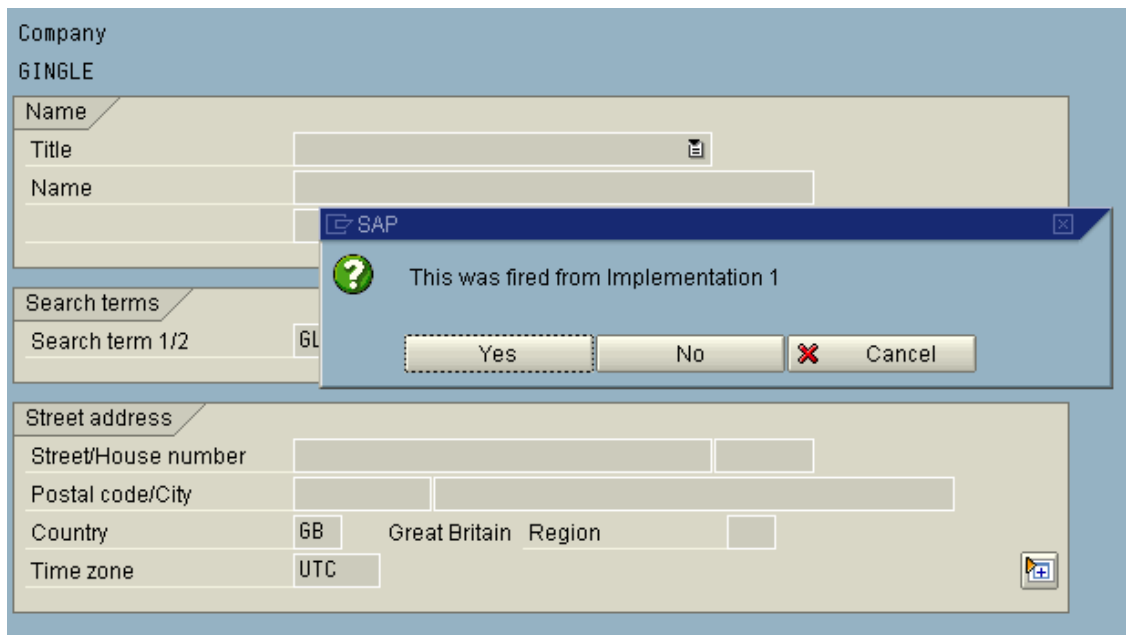 Company
GINGLE
Name
Title
Name
SAP
This was fired from Implementation 1
Yes No Cancel
Search terms
Search term 1/2 GL
Street address
Street/House number
Postal code/City
Country GB Great Britain Region
Time zone UTC